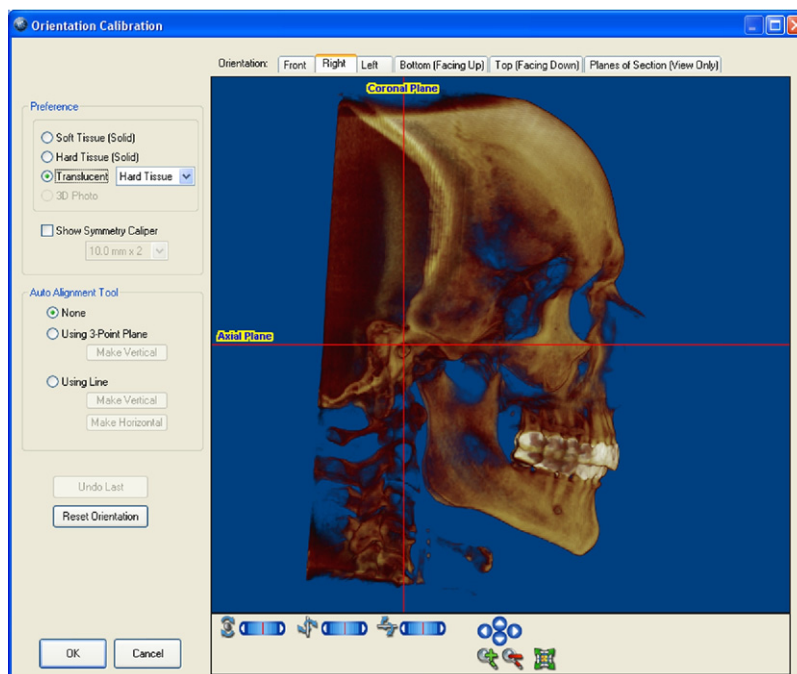 Orientation Calibration
Orientation: Front Right Left Bottom (Facing Up) Top (Facing Down) Planes of Section (View Only)
Coronal Plane
Preference
Soft Tissue (Solid)
Hard Tissue (Solid)
Translucent Hard Tissue
3D Photo
Show Symmetry Caliper
10.0 mm x 2
Auto Alignment Tool
None
Using 3-Point Plane
Axial Plane
Make Vertical
Using Line
Make Vertical
Make Horizontal
Undo Last
Reset Orientation
OK Cancel